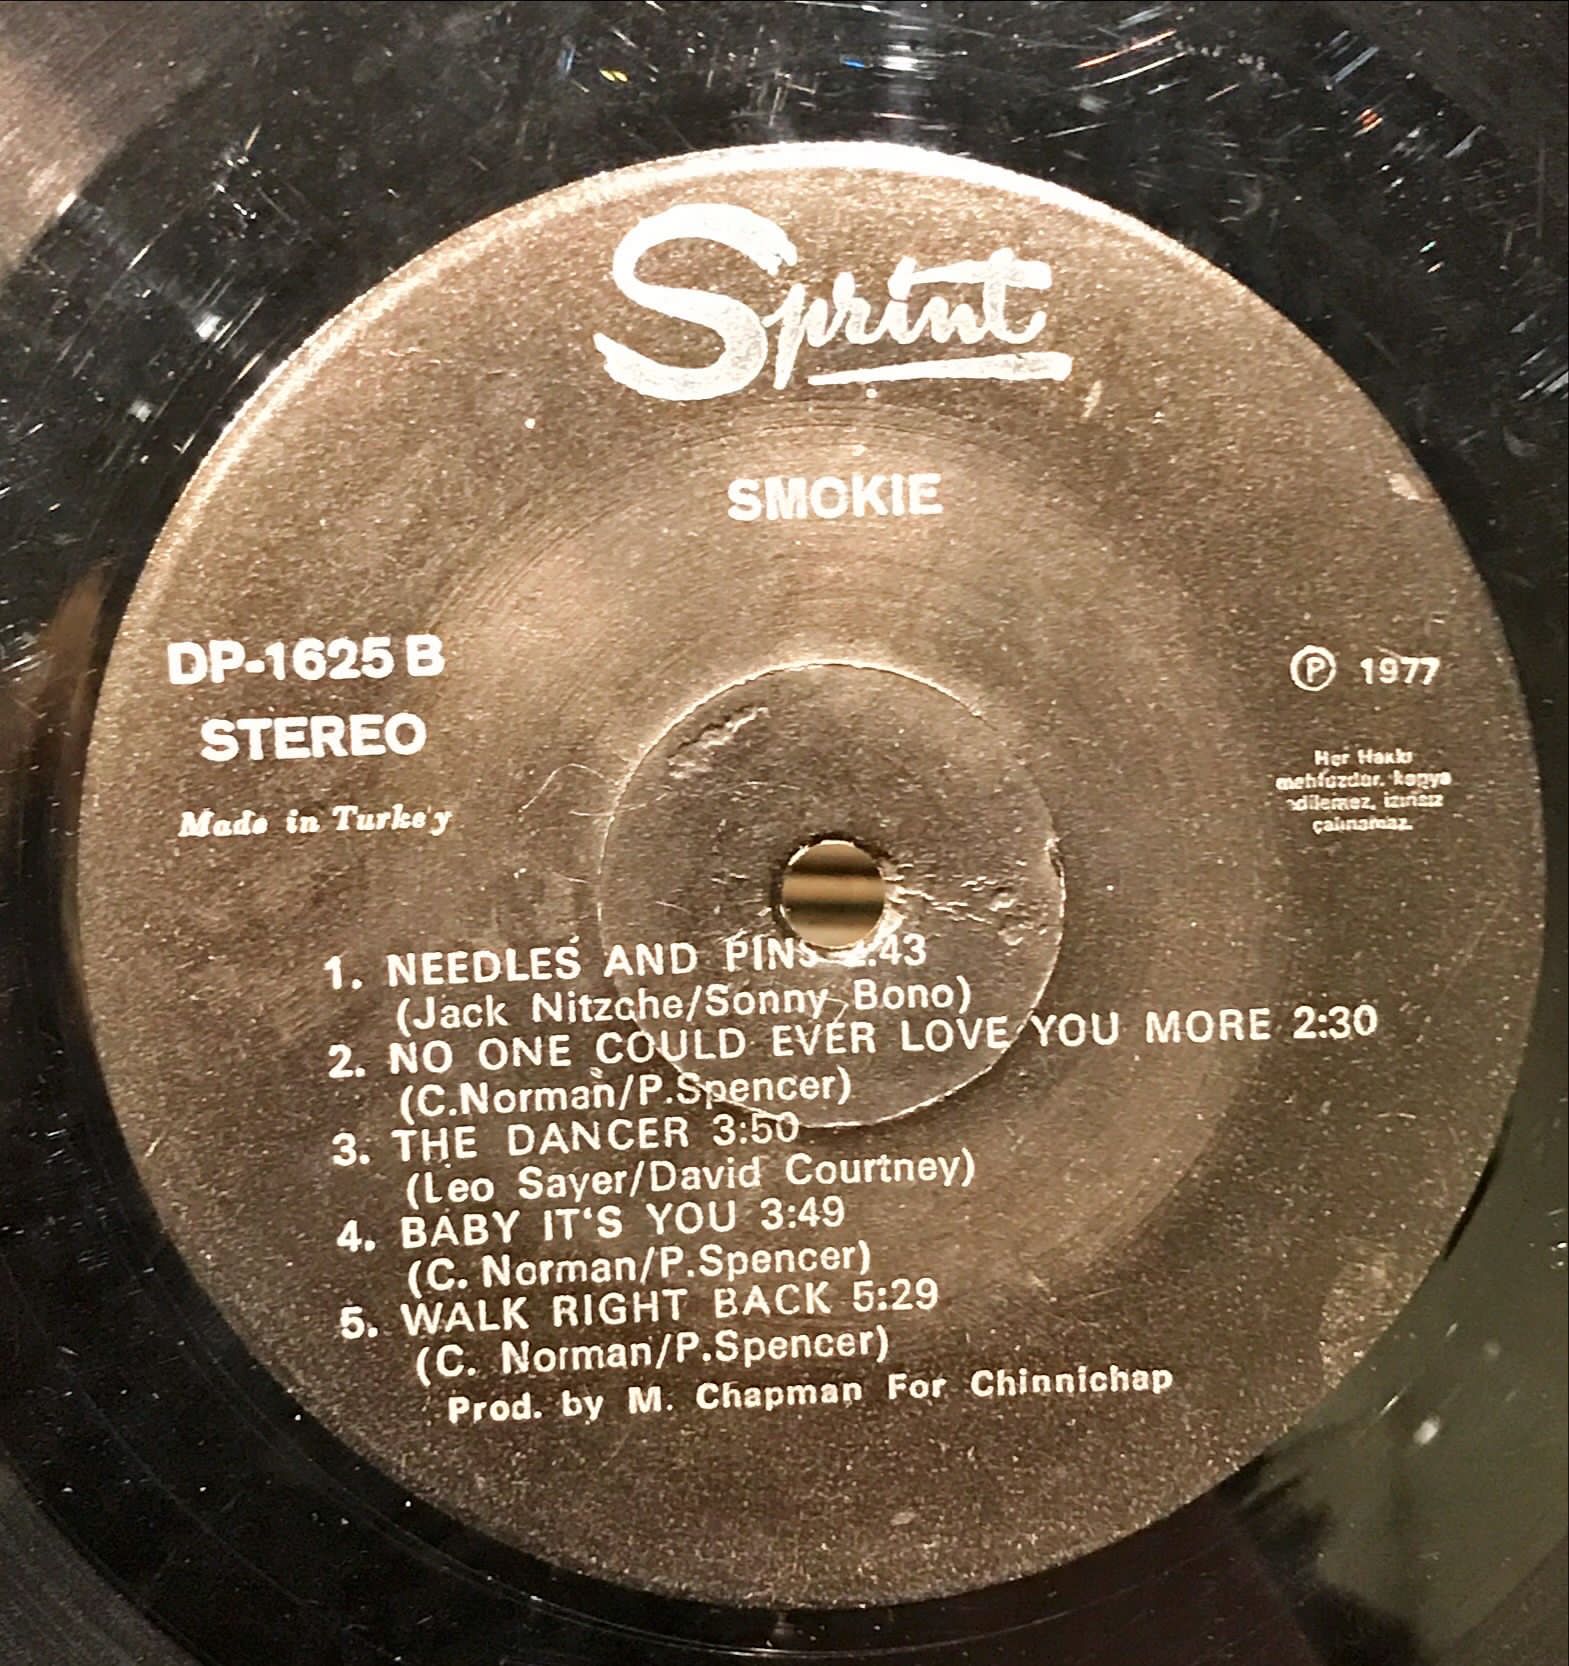 Sprint
SMOKIE
DP-1625 B
STEREO
Made in Turkey
Ⓟ 1977
Her Hakkı
mahfuzdur. kopya
edilemez, izinsiz
çalınamaz.
1. NEEDLES AND PINS :43
(Jack Nitzche/Sonny Bono)
2. NO ONE COULD EVER LOVE YOU MORE 2:30
(C.Norman/P.Spencer)
3. THE DANCER 3:50
(Leo Sayer/David Courtney)
4. BABY IT'S YOU 3:49
(C. Norman/P.Spencer)
5. WALK RIGHT BACK 5:29
(C. Norman/P.Spencer)
Prod. by M. Chapman For Chinnichap